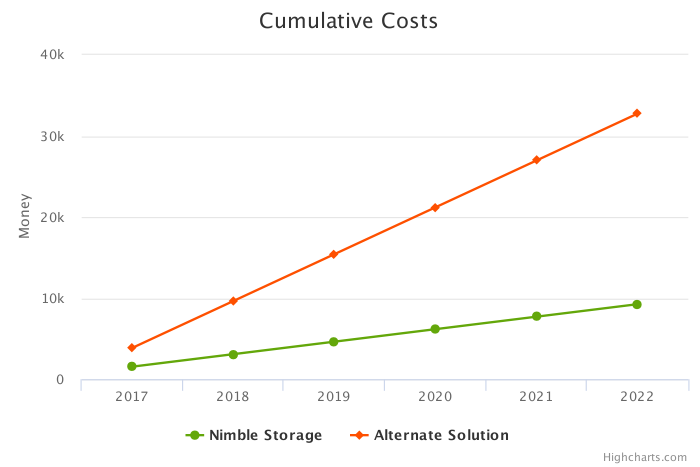 Cumulative Costs
40k
30k
20k
10k
0
Money
2017 2018 2019 2020 2021 2022
Nimble Storage Alternate Solution
Highcharts.com